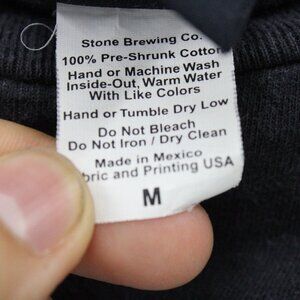 Stone Brewing Co.
100% Pre-Shrunk Cotton
Hand or Machine Wash
Inside-Out, Warm Water
With Like Colors
Hand or Tumble Dry Low
Do Not Bleach
Do Not Iron / Dry Clean
Made in Mexico
bric and Printing USA
M